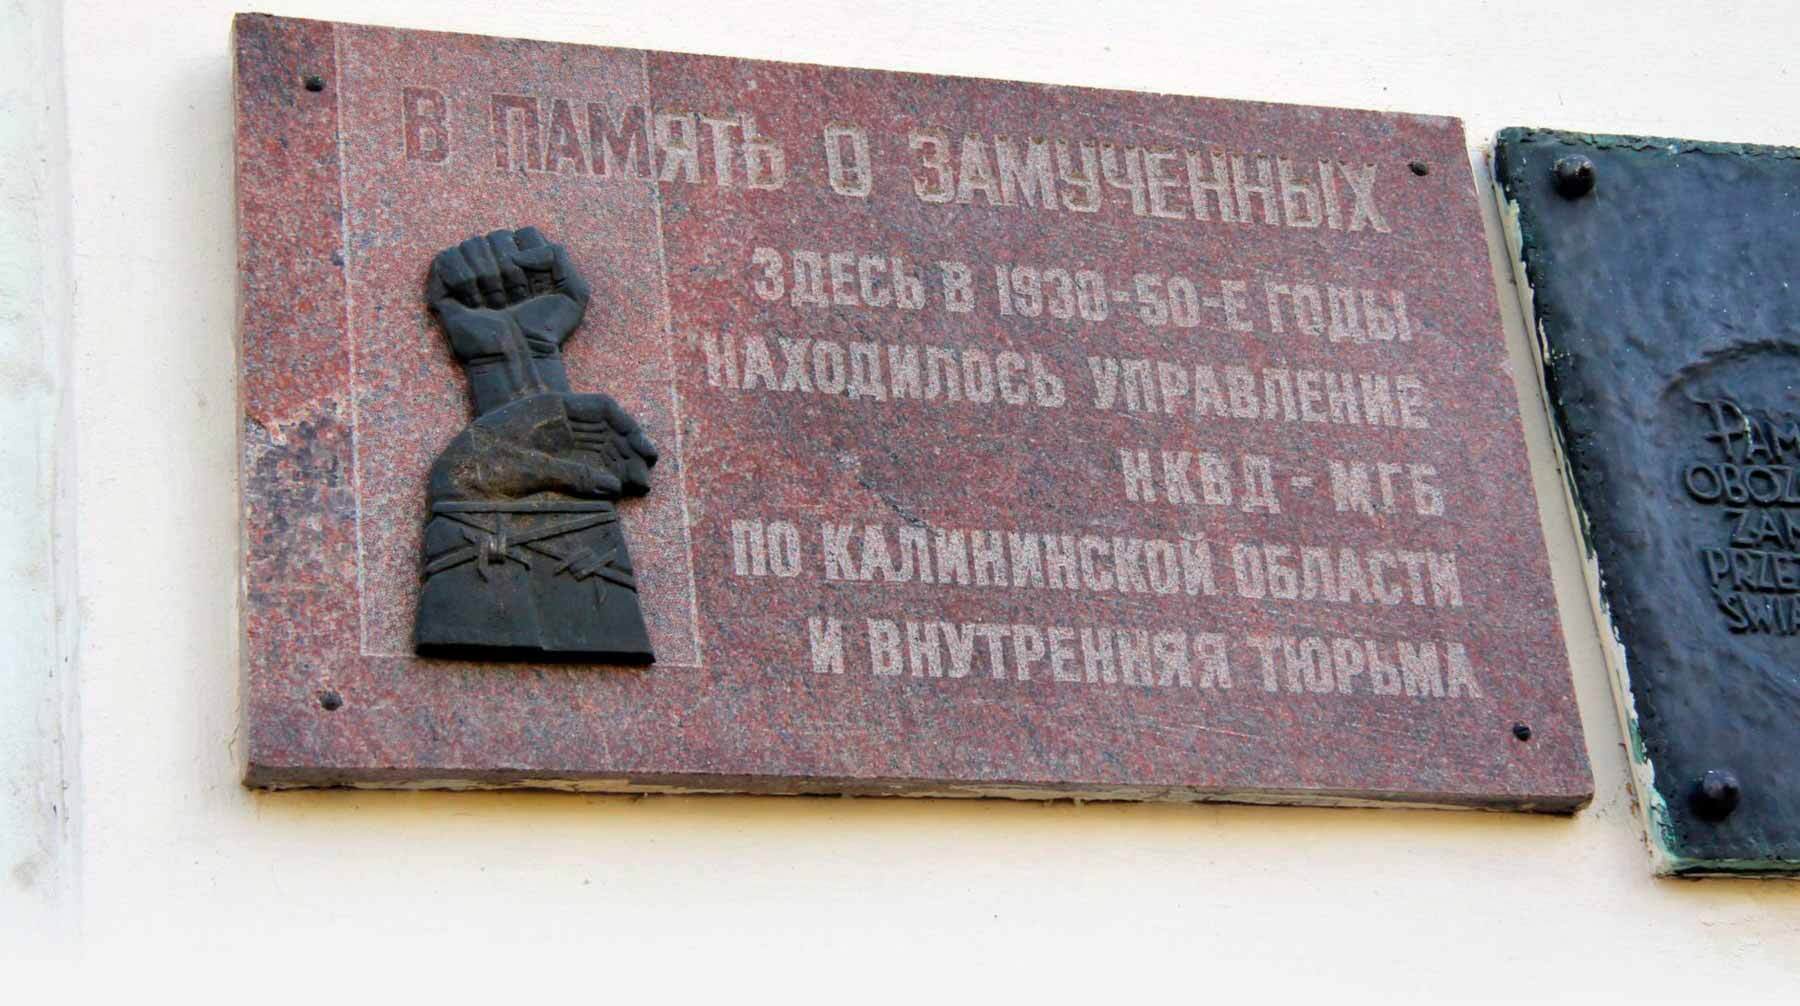 В ПАМЯТЬ О ЗАМУЧЕННЫХ
ЗДЕСЬ В 1930-50-Е ГОДЫ
НАХОДИЛОСЬ УПРАВЛЕНИЕ
НКВД - МГБ
ПО КАЛИНИНСКОЙ ОБЛАСТИ
И ВНУТРЕННЯЯ ТЮРЬМА